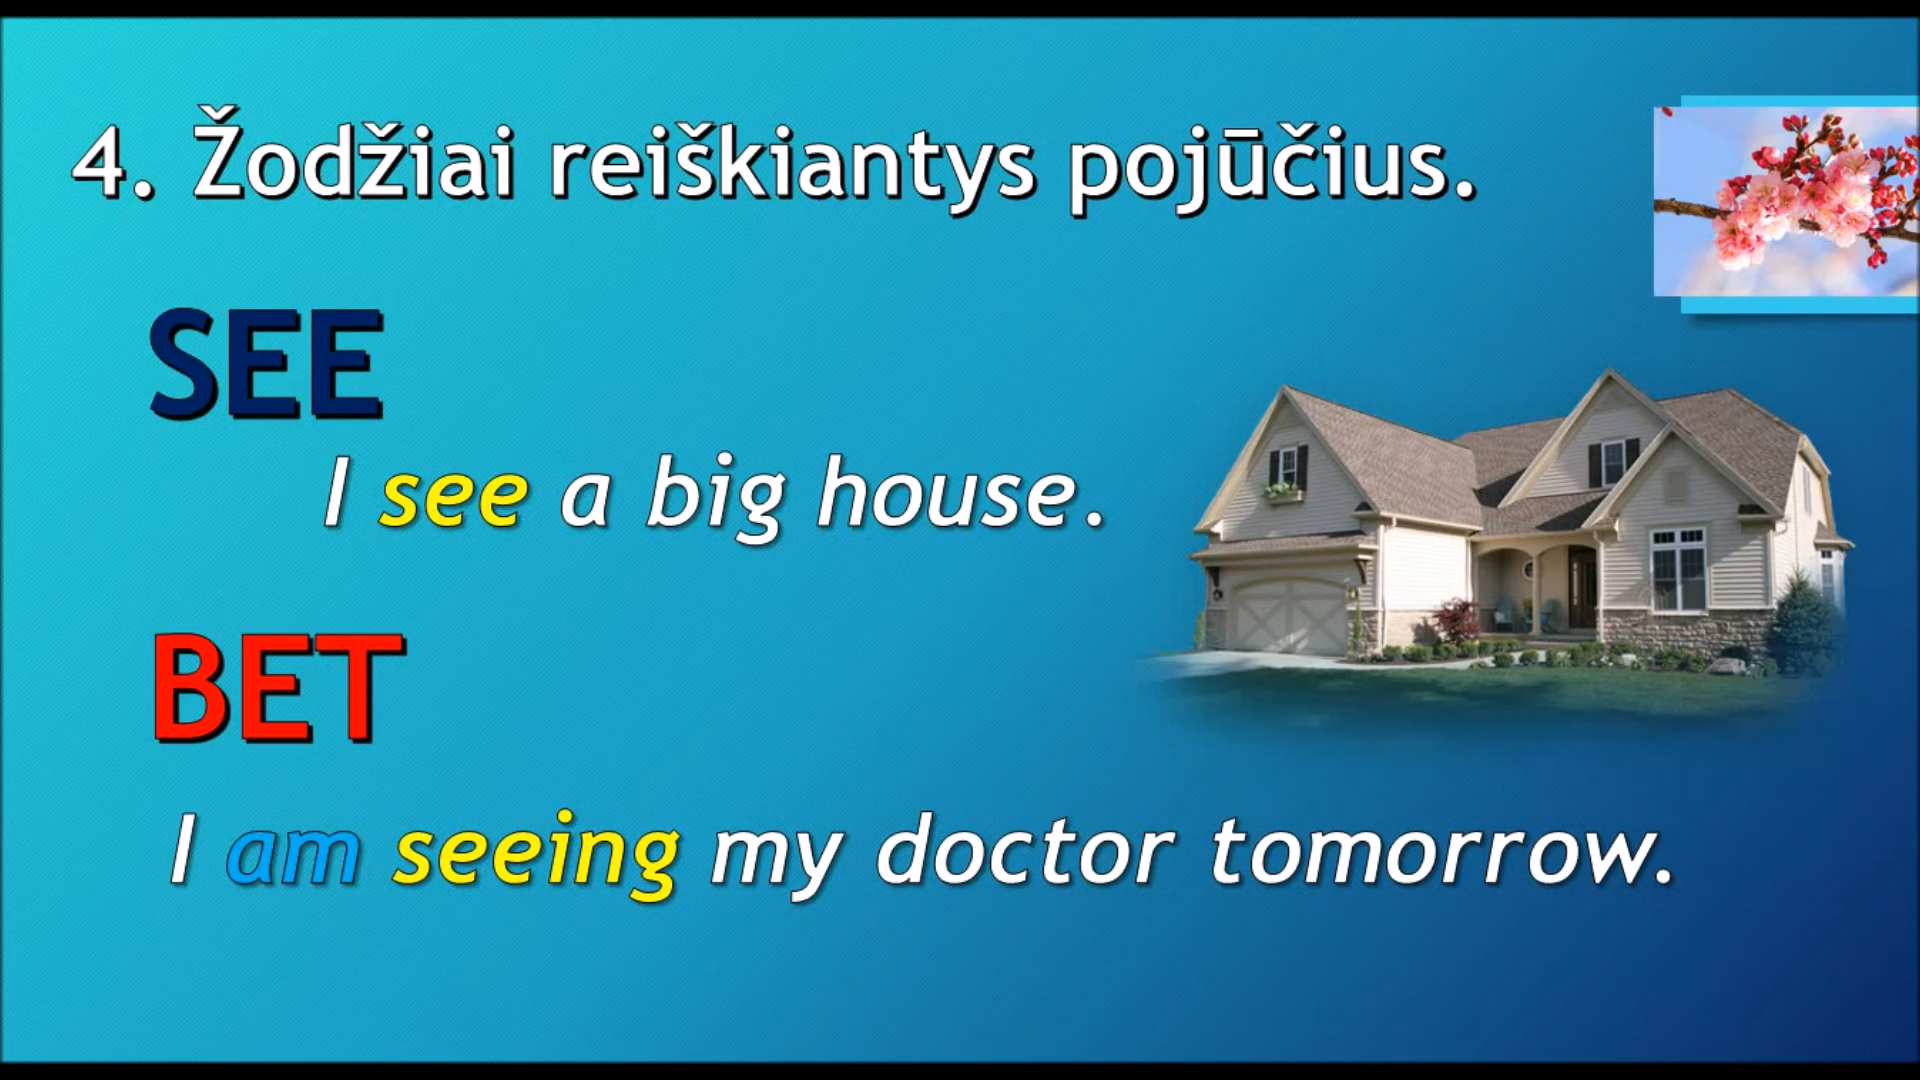 4. Žodžiai reiškiantys pojūčius.
SEE
I see a big house.
BET
I am seeing my doctor tomorrow.